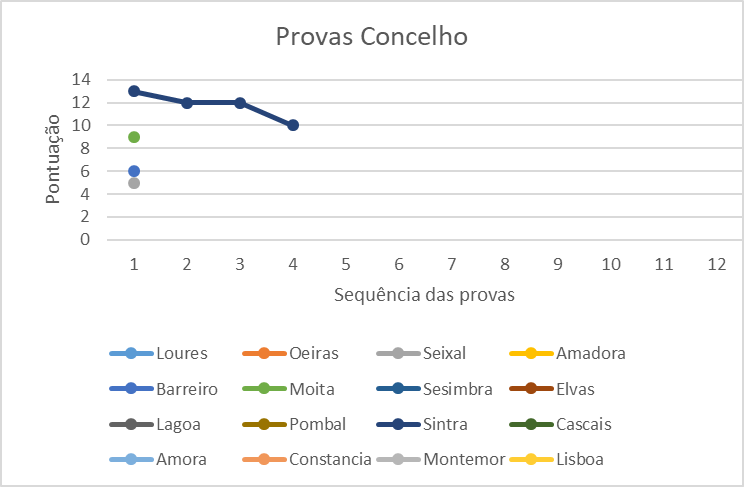 Provas Concelho
14
12
10
8
6
4
2
0
Pontuação
1 2 3 4 5 6 7 8 9 10 11 12
Sequência das provas
Loures Oeiras Seixal Amadora
Barreiro Moita Sesimbra Elvas
Lagoa Pombal Sintra Cascais
Amora Constancia Montemor Lisboa